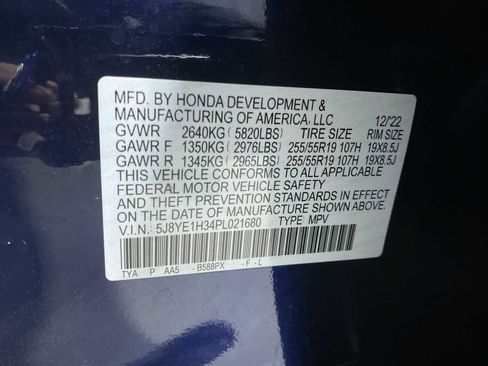 MFD. BY HONDA DEVELOPMENT &
MANUFACTURING OF AMERICA, LLC 12/'22
GVWR 2640KG ( 5820LBS) TIRE SIZE RIM SIZE
GAWR F 1350KG ( 2976LBS) 255/55R19 107H 19X8.5J
GAWR R 1345KG ( 2965LBS) 255/55R19 107H 19X8.5J
THIS VEHICLE CONFORMS TO ALL APPLICABLE
FEDERAL MOTOR VEHICLE SAFETY
AND THEFT PREVENTION STANDARDS IN EFFECT
ON THE DATE OF MANUFACTURE SHOWN ABOVE.
V.I.N.: 5J8YE1H34PL021680 TYPE: MPV
TYA P AA5 B588PX - F - L